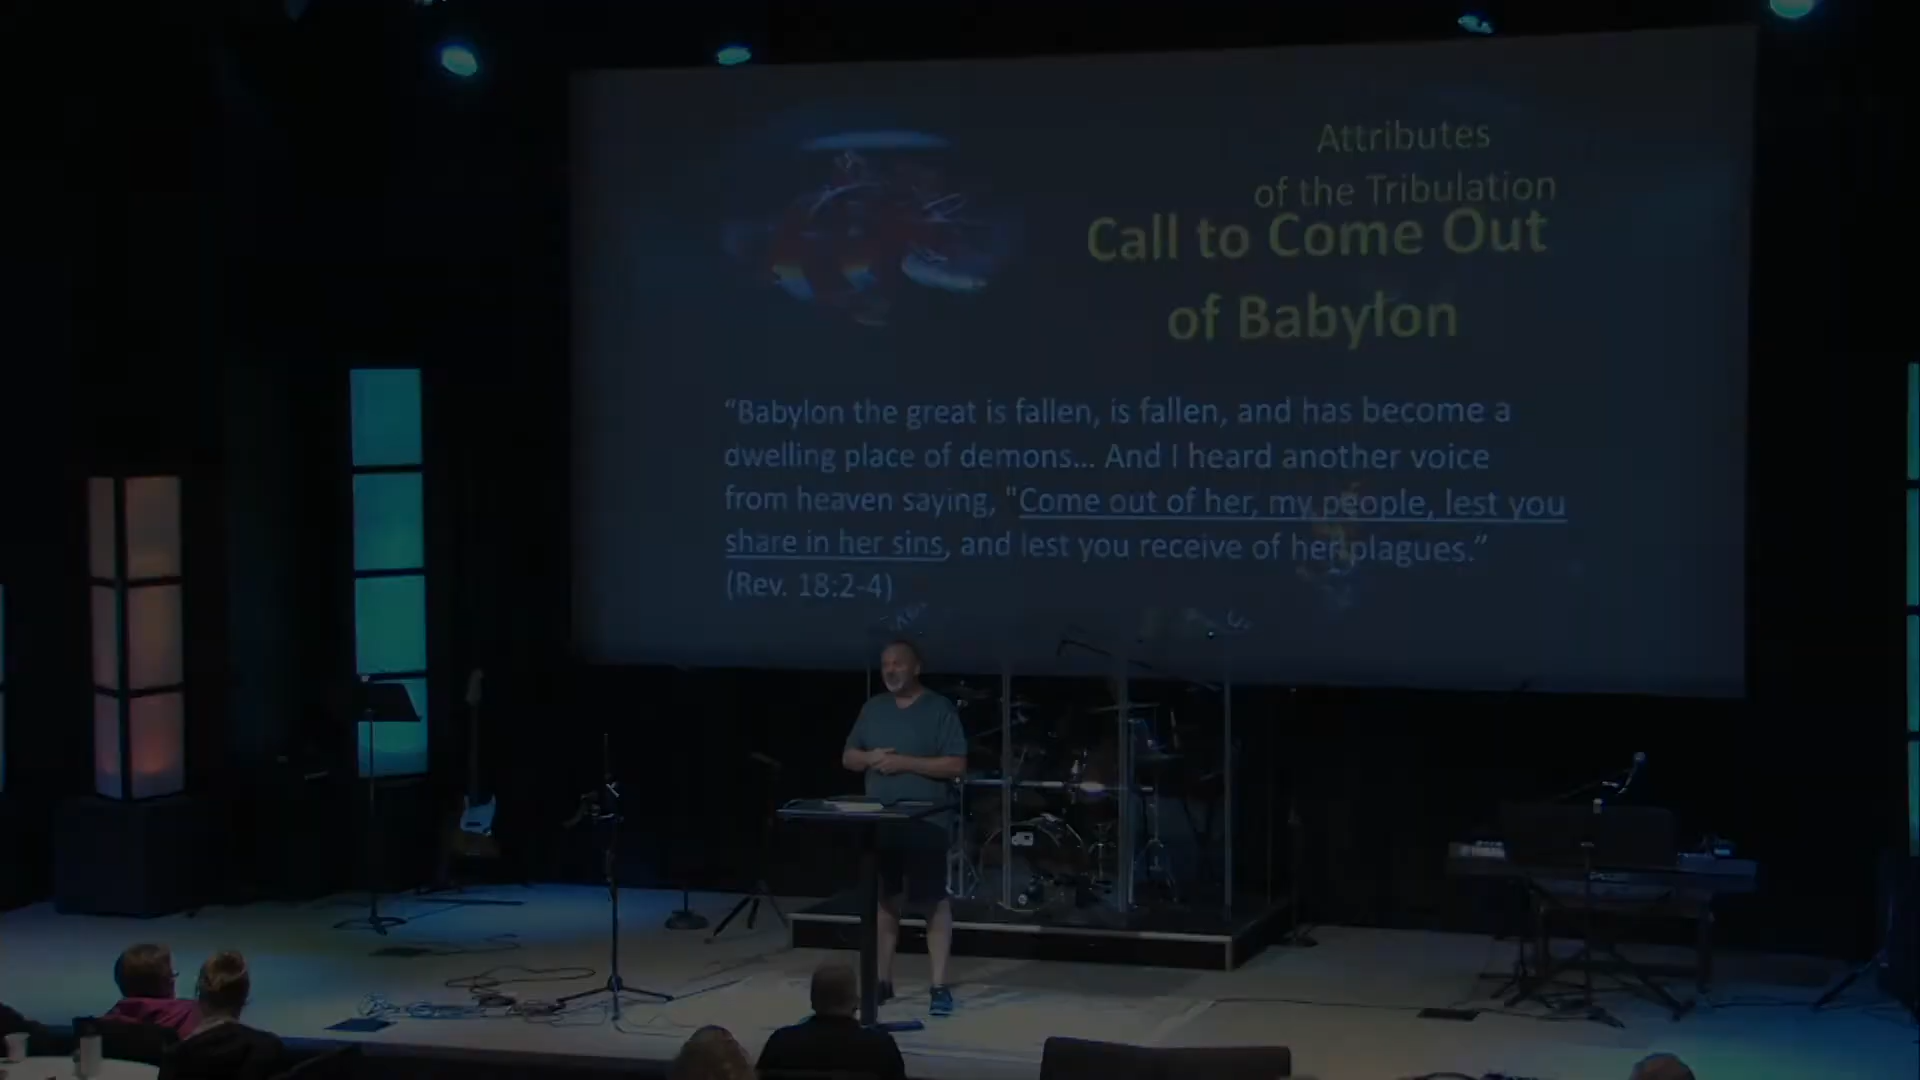 Attributes
of the Tribulation
Call to Come Out
of Babylon
“Babylon the great is fallen, is fallen, and has become a
dwelling place of demons... And I heard another voice
from heaven saying, "Come out of her, my people, lest you
share in her sins, and lest you receive of her plagues.”
(Rev. 18:2-4)